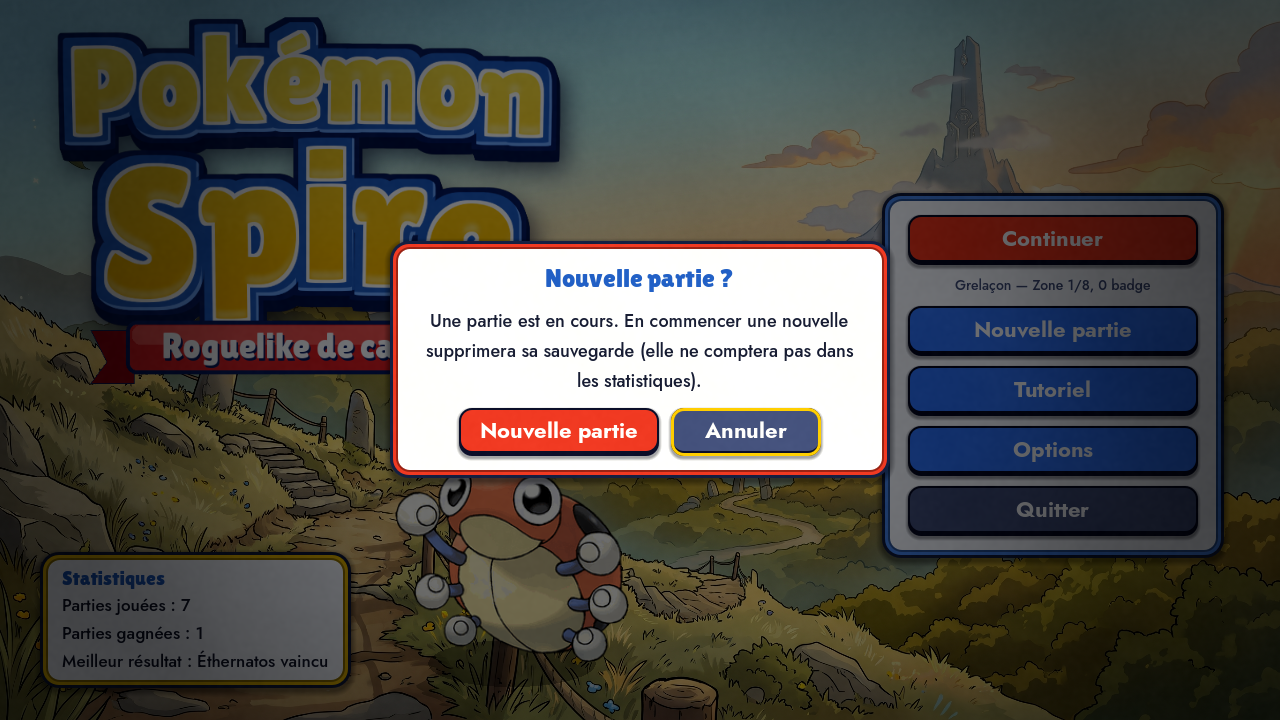 Pokémon
Spire
Roguelike de ca
Continuer
Grelaçon — Zone 1/8, 0 badge
Nouvelle partie
Tutoriel
Options
Quitter
Nouvelle partie ?
Une partie est en cours. En commencer une nouvelle
supprimera sa sauvegarde (elle ne comptera pas dans
les statistiques).
Nouvelle partie
Annuler
Statistiques
Parties jouées : 7
Parties gagnées : 1
Meilleur résultat : Éthernatos vaincu